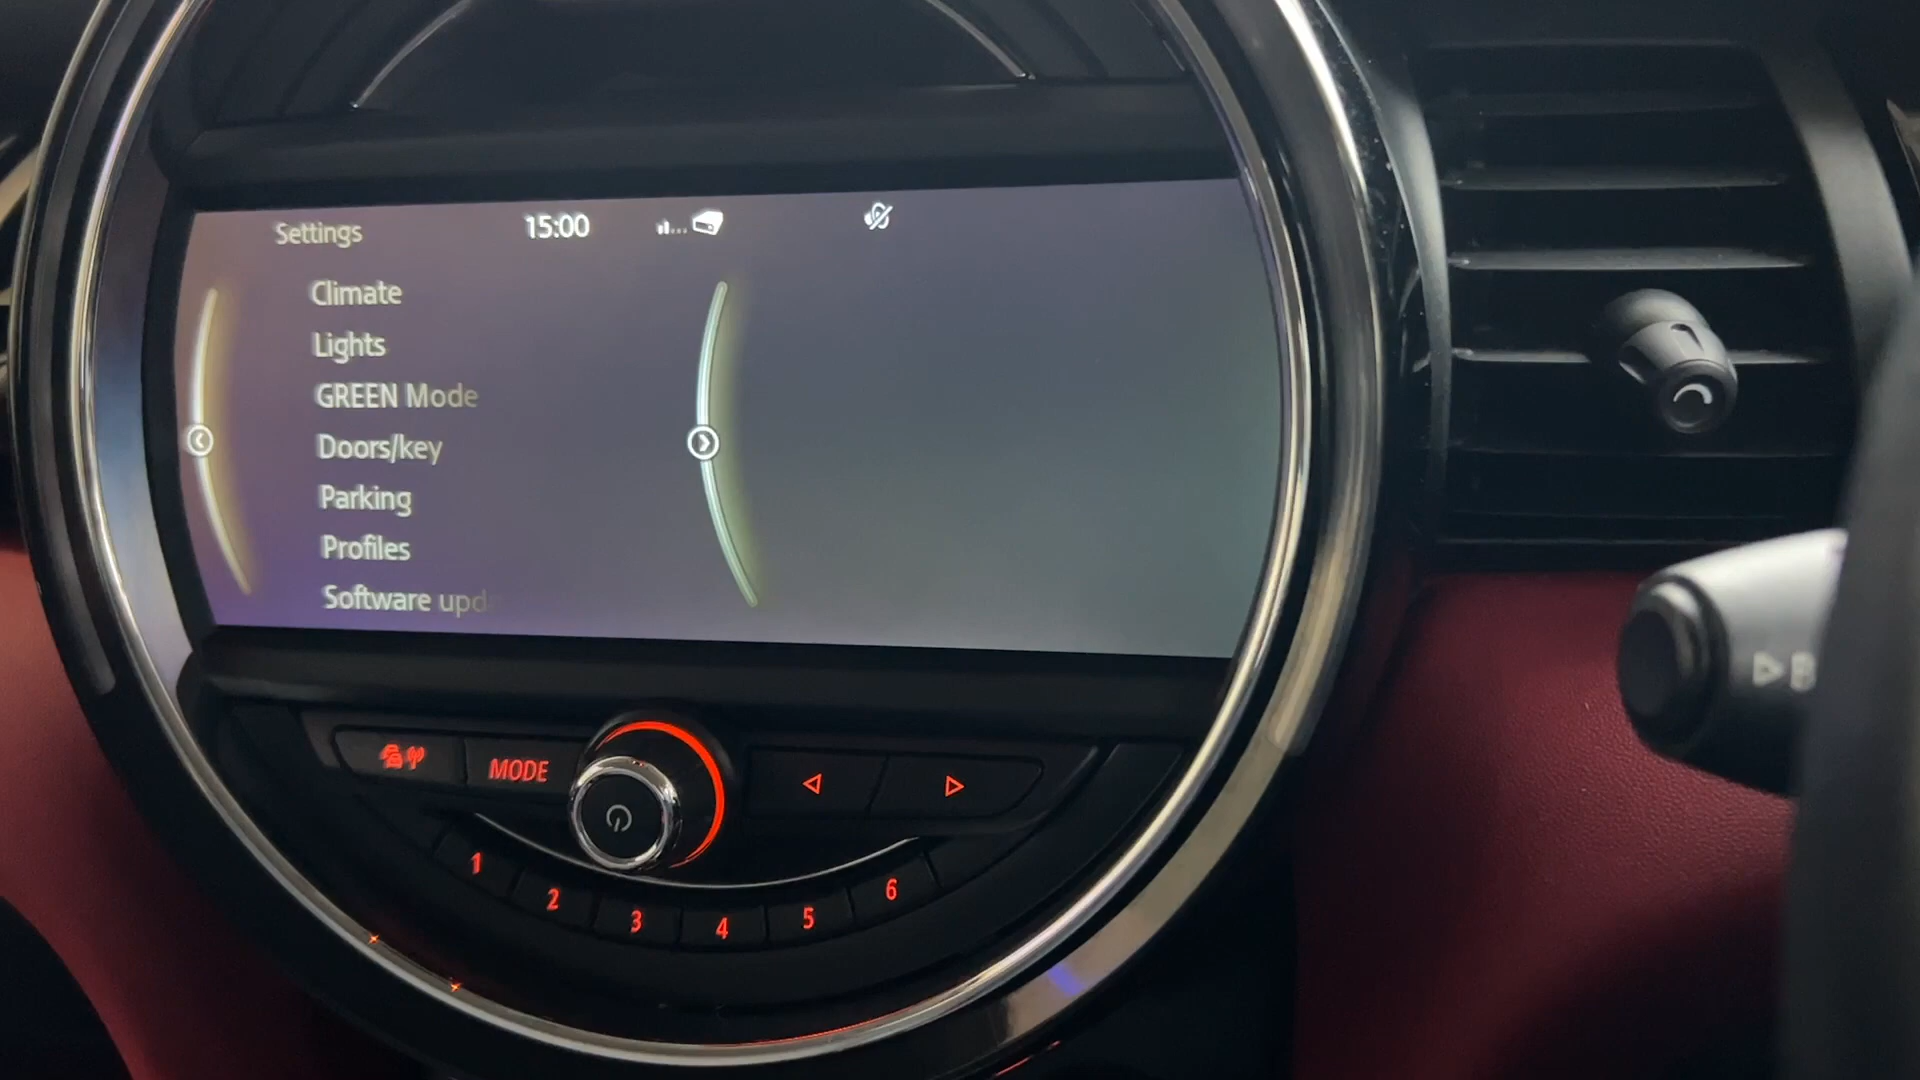 Settings 15:00
Climate
Lights
GREEN Mode
Doors/key
Parking
Profiles
Software upd
MODE
1
2
3
4
5
6